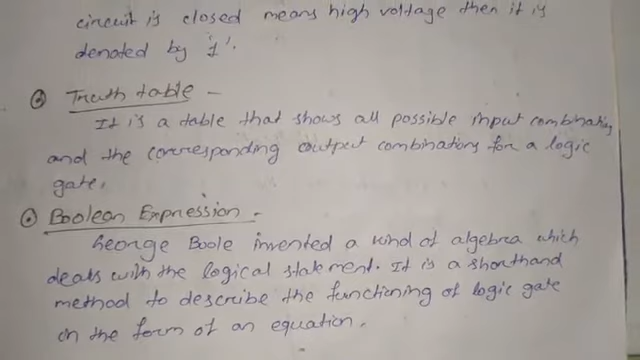 circuit is closed means high voltage then it is
denoted by '1'.
Truth table -
It is a table that shows all possible input combinations
and the corresponding output combinations for a logic
gate.
Boolean Expression -
George Boole invented a kind of algebra which
deals with the logical statement. It is a shorthand
method to describe the functioning of logic gate
in the form of an equation.